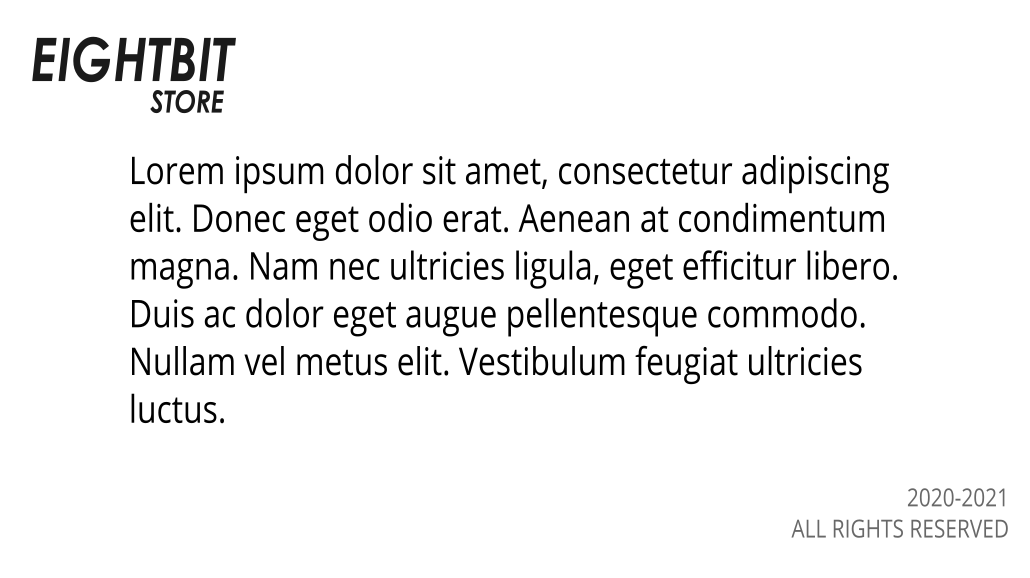 EIGHTBIT
STORE
Lorem ipsum dolor sit amet, consectetur adipiscing
elit. Donec eget odio erat. Aenean at condimentum
magna. Nam nec ultricies ligula, eget efficitur libero.
Duis ac dolor eget augue pellentesque commodo.
Nullam vel metus elit. Vestibulum feugiat ultricies
luctus.
2020-2021
ALL RIGHTS RESERVED